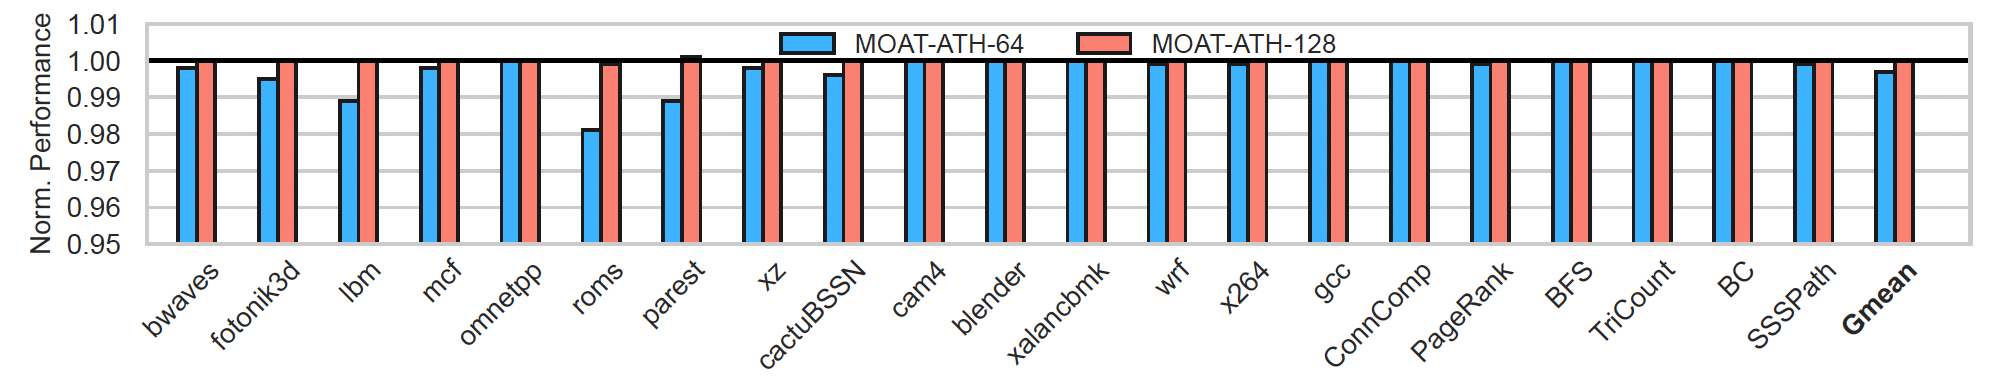 Norm. Performance
1.01
1.00
0.99
0.98
0.97
0.96
0.95
MOAT-ATH-64
MOAT-ATH-128
bwaves
fotonik3d
lbm
mcf
omnetpp
roms
parest
xz
cactuBSSN
cam4
blender
xalancbmk
wrf
x264
gcc
ConnComp
PageRank
BFS
TriCount
BC
SSSPath
Gmean